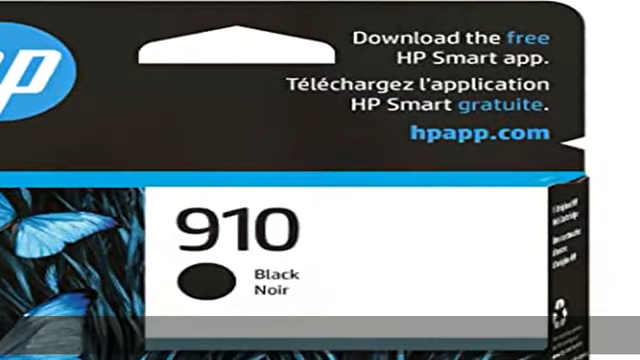 hp
Download the free
HP Smart app.
Téléchargez l'application
HP Smart gratuite.
hpapp.com
910
Black
Noir